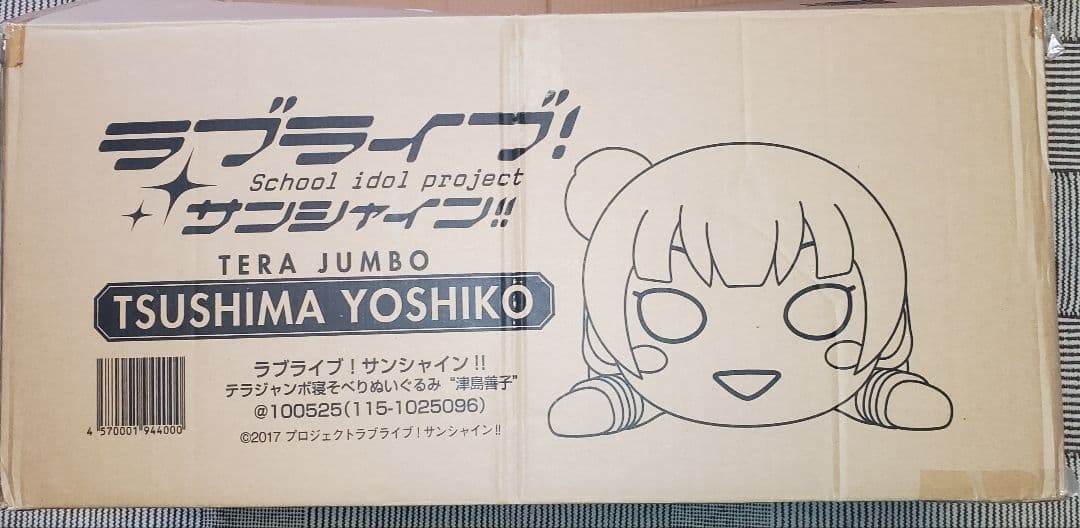 ラブライブ!
School idol project
サンシャイン!!
TERA JUMBO
TSUSHIMA YOSHIKO
ラブライブ!サンシャイン!!
テラジャンボ寝そべりぬいぐるみ “津島善子”
@100525(115-1025096)
©2017 プロジェクトラブライブ!サンシャイン!!
4 570001 944000